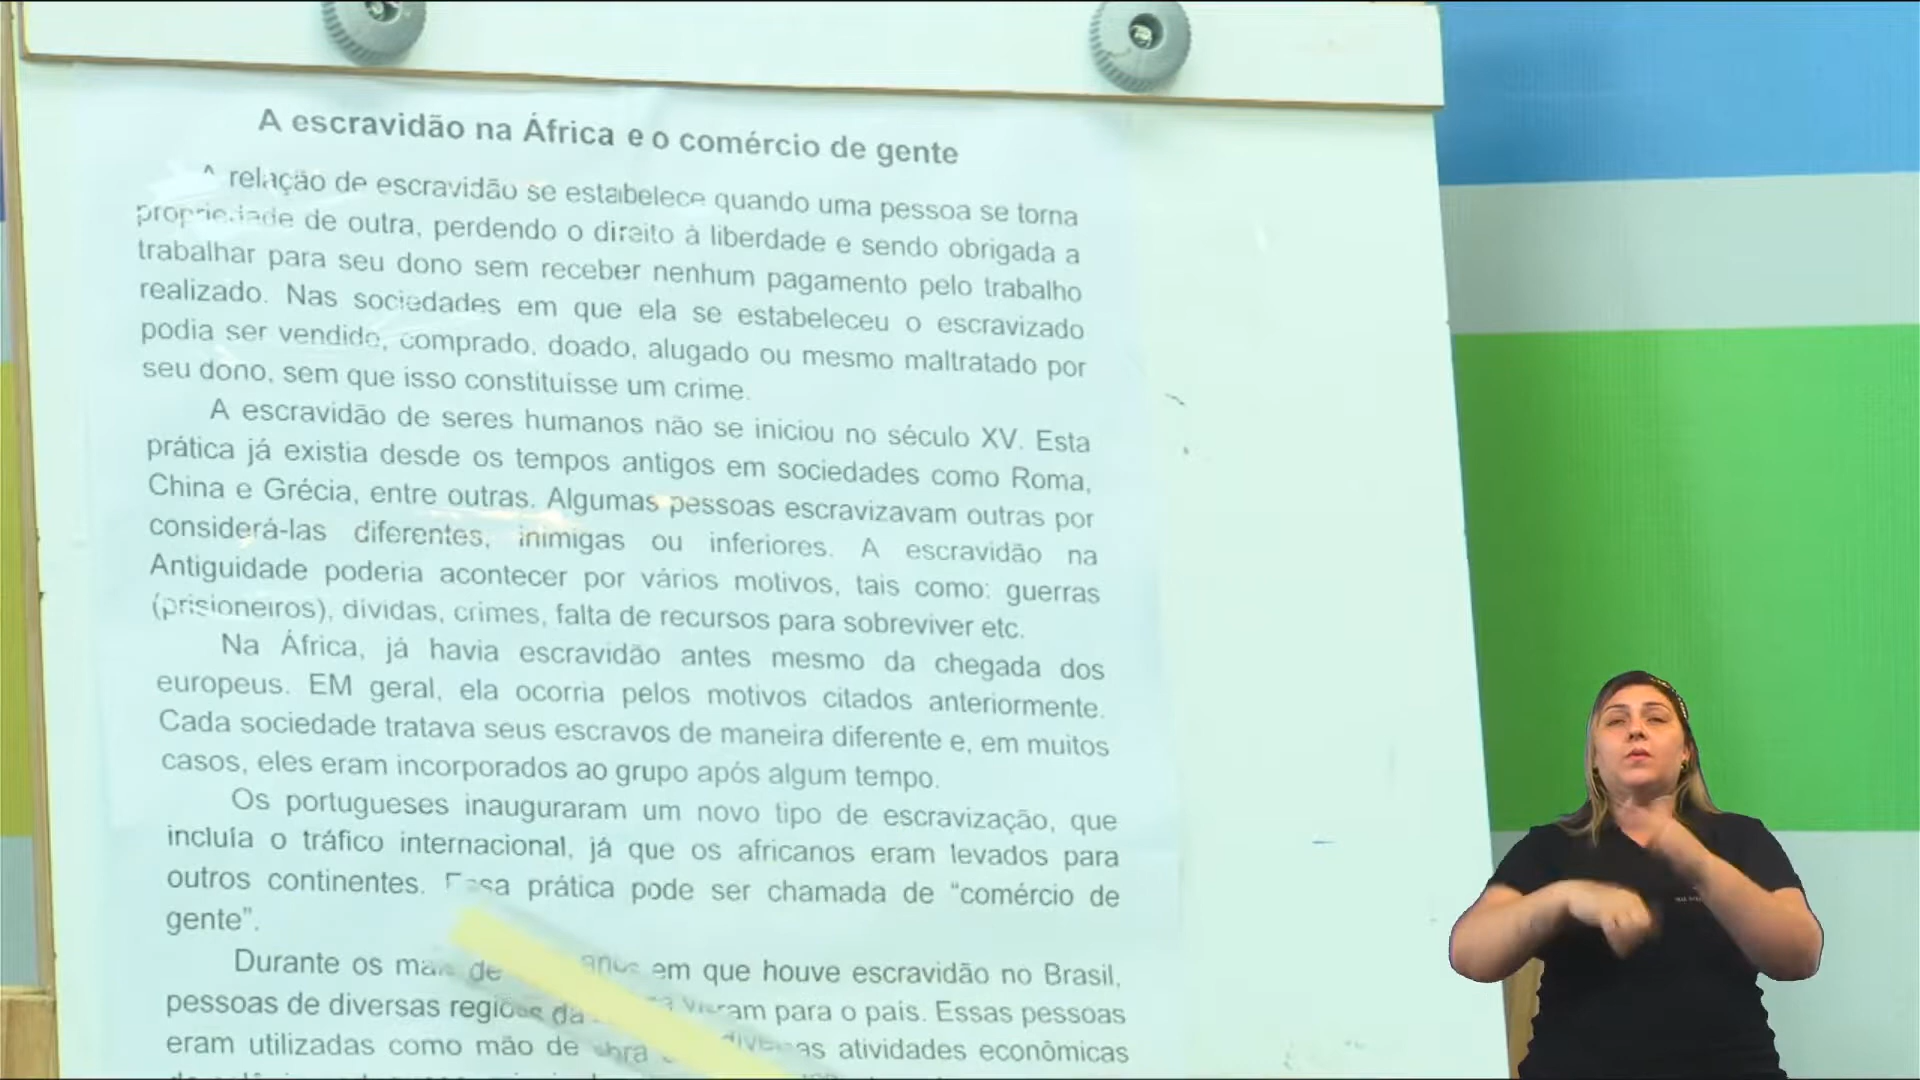 A escravidão na África e o comércio de gente
A relação de escravidão se estabelece quando uma pessoa se torna
propriedade de outra, perdendo o direito à liberdade e sendo obrigada a
trabalhar para seu dono sem receber nenhum pagamento pelo trabalho
realizado. Nas sociedades em que ela se estabeleceu o escravizado
podia ser vendido, comprado, doado, alugado ou mesmo maltratado por
seu dono, sem que isso constituísse um crime.
A escravidão de seres humanos não se iniciou no século XV. Esta
prática já existia desde os tempos antigos em sociedades como Roma,
China e Grécia, entre outras. Algumas pessoas escravizavam outras por
considerá-las diferentes, inimigas ou inferiores. A escravidão na
Antiguidade poderia acontecer por vários motivos, tais como: guerras
(prisioneiros), dívidas, crimes, falta de recursos para sobreviver etc.
Na África, já havia escravidão antes mesmo da chegada dos
europeus. EM geral, ela ocorria pelos motivos citados anteriormente.
Cada sociedade tratava seus escravos de maneira diferente e, em muitos
casos, eles eram incorporados ao grupo após algum tempo.
Os portugueses inauguraram um novo tipo de escravização, que
incluía o tráfico internacional, já que os africanos eram levados para
outros continentes. Essa prática pode ser chamada de “comércio de
gente”.
Durante os mais de anos em que houve escravidão no Brasil,
pessoas de diversas regiões da vieram para o país. Essas pessoas
eram utilizadas como mão de obra diversas atividades econômicas